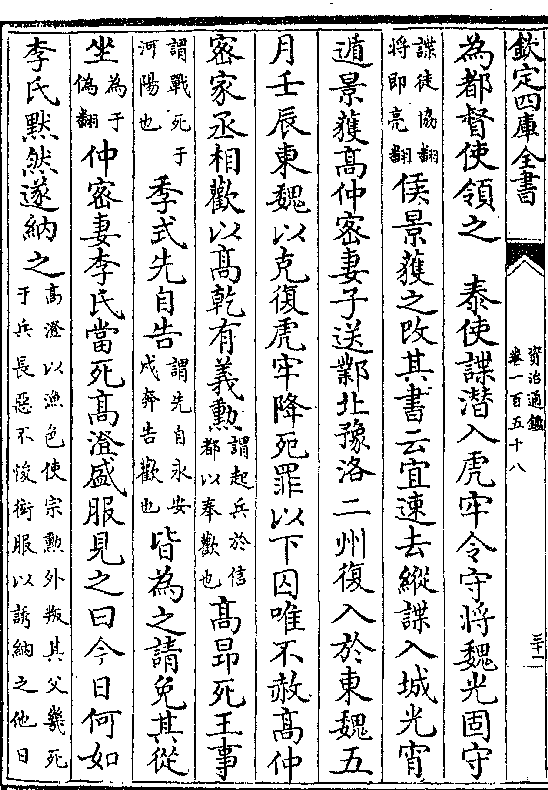 欽定四庫全書
資治通鑑
卷一百五十八
三十二
為都督使領之　泰使諜潜入虎牢令守将魏光固守
諜徒協翻
将即亮翻
侯景獲之改其書云宜速去縱諜入城光宵
遁景獲高仲密妻子送鄴北豫洛二州復入於東魏五
月壬辰東魏以克復虎牢降死罪以下囚唯不赦高仲
密家丞相歡以高乾有義勲
謂起兵於信
都以奉歡也
高昂死王事
謂戰死于
河陽也
季式先自告
謂先自永安
戍奔告歡也
皆為之請免其從
坐
為于
偽翻
仲密妻李氏當死高澄盛服見之曰今日何如
李氏黙然遂納之
高澄以漁色使宗勲外叛其父幾死
于兵長惡不悛衒服以誘納之他日